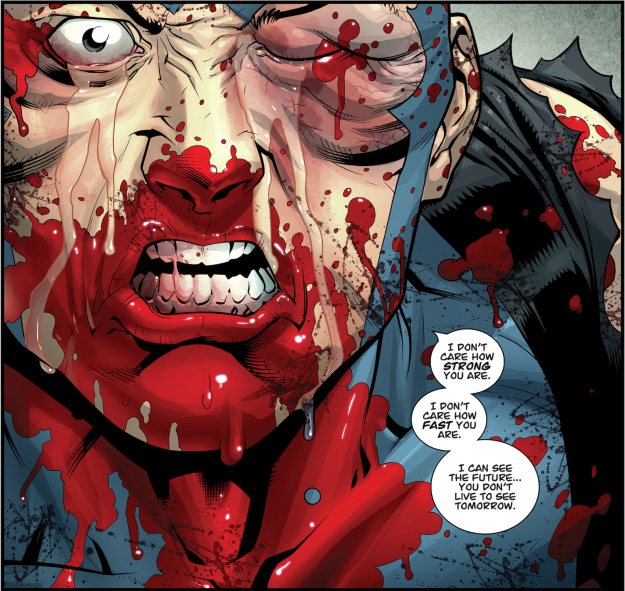 I DON'T
CARE HOW
STRONG
YOU ARE.
I DON'T
CARE HOW
FAST YOU
ARE.
I CAN SEE
THE FUTURE...
YOU DON'T
LIVE TO SEE
TOMORROW.